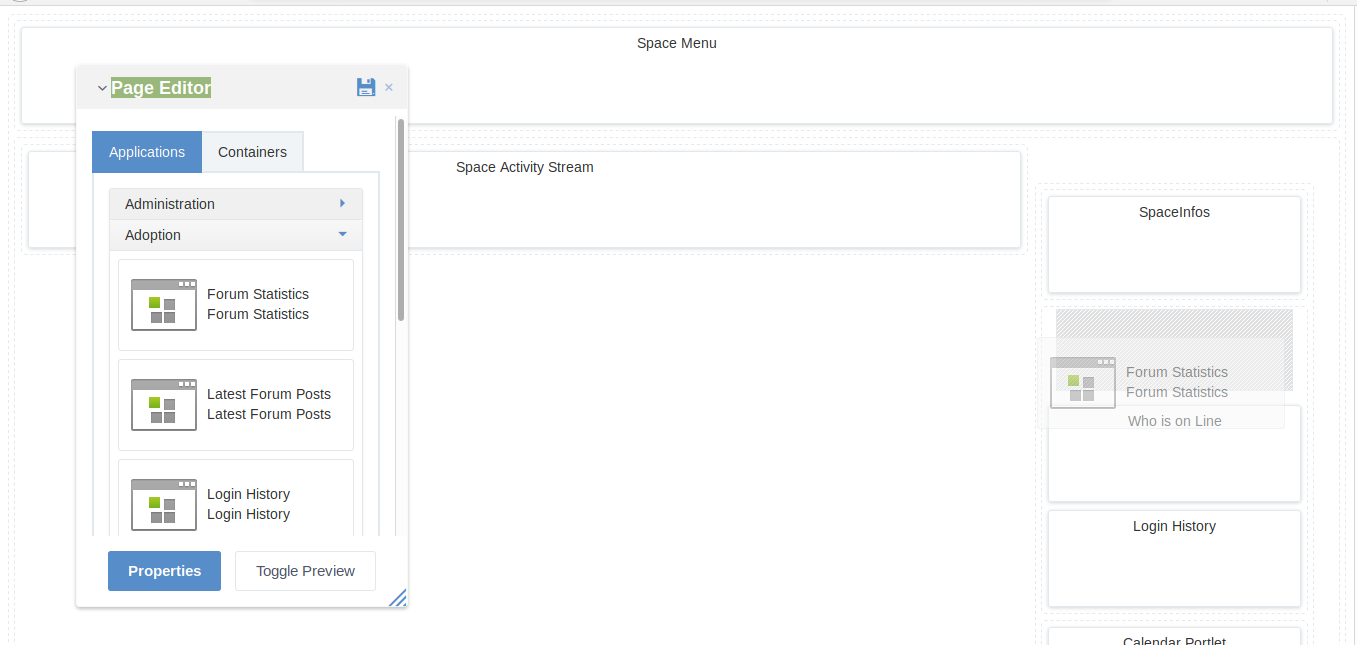 Space Menu
Page Editor
Applications
Containers
Administration
Adoption
Forum Statistics
Forum Statistics
Latest Forum Posts
Latest Forum Posts
Login History
Login History
Properties
Toggle Preview
Space Activity Stream
SpaceInfos
Forum Statistics
Forum Statistics
Who is on Line
Login History
Calendar Portlet